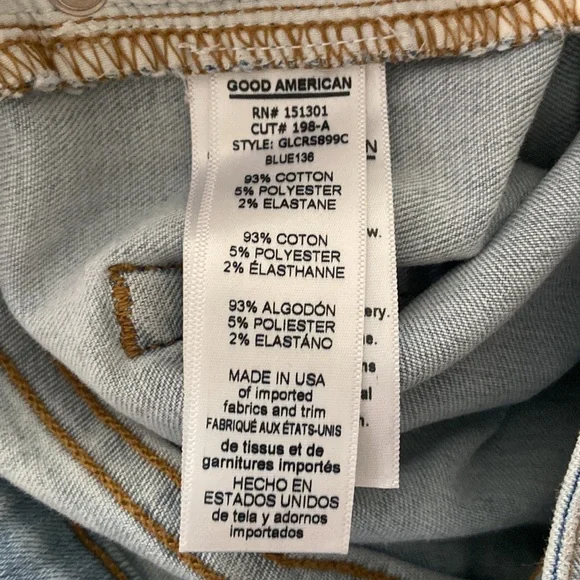 GOOD AMERICAN
RN# 151301
CUT# 198-A
STYLE: GLCRS899C
BLUE136
93% COTTON
5% POLYESTER
2% ELASTANE
93% COTON
5% POLYESTER
2% ÉLASTHANNE
93% ALGODÓN
5% POLIESTER
2% ELASTÁNO
MADE IN USA
of imported
fabrics and trim
FABRIQUÉ AUX ÉTATS-UNIS
de tissus et de
garnitures importés
HECHO EN
ESTADOS UNIDOS
de tela y adornos
importados